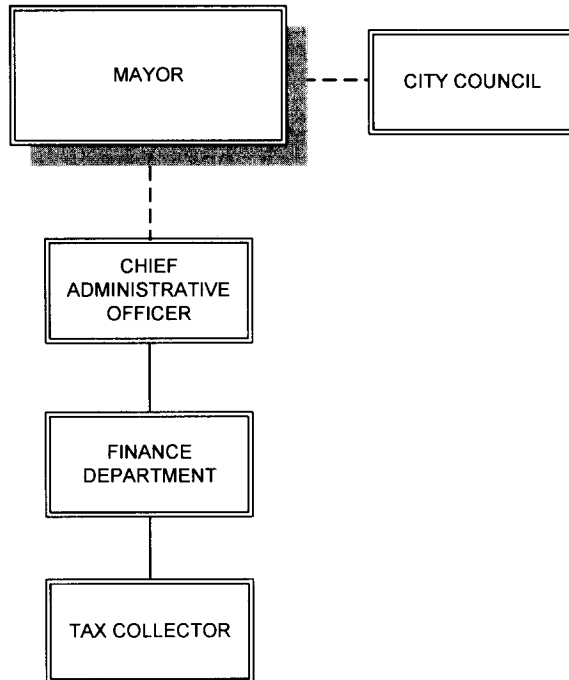 MAYOR
CITY COUNCIL
CHIEF
ADMINISTRATIVE
OFFICER
FINANCE
DEPARTMENT
TAX COLLECTOR